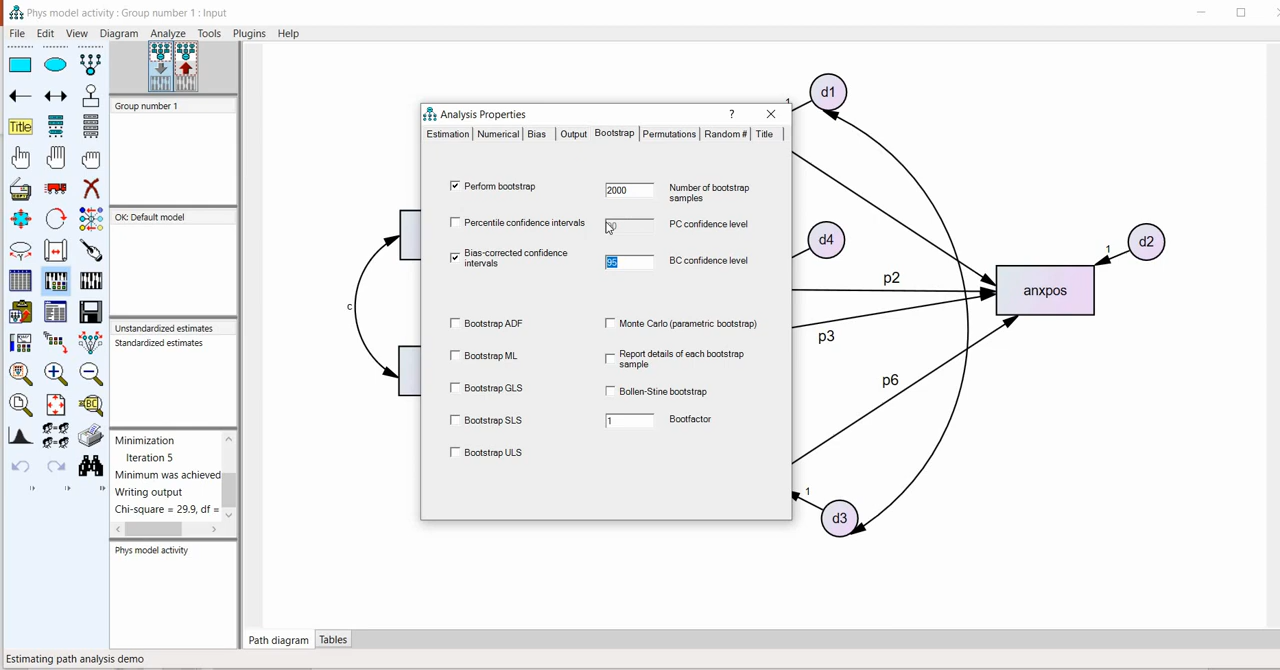 Phys model activity : Group number 1 : Input
File Edit View Diagram Analyze Tools Plugins Help
Title
Group number 1
OK: Default model
Unstandardized estimates
Standardized estimates
Minimization
Iteration 5
Minimum was achieved
Writing output
Chi-square = 29.9, df =
Phys model activity
Analysis Properties
?
Estimation Numerical Bias Output Bootstrap Permutations Random # Title
Perform bootstrap
2000
Number of bootstrap
samples
Percentile confidence intervals
PC confidence level
Bias-corrected confidence
intervals
95
BC confidence level
Bootstrap ADF
Monte Carlo (parametric bootstrap)
Bootstrap ML
Report details of each bootstrap
sample
Bootstrap GLS
Bollen-Stine bootstrap
Bootstrap SLS
1
Bootfactor
Bootstrap ULS
c
1
d1
d4
d2
1
anxpos
p2
p3
p6
1
d3
BC
Path diagram Tables
Estimating path analysis demo